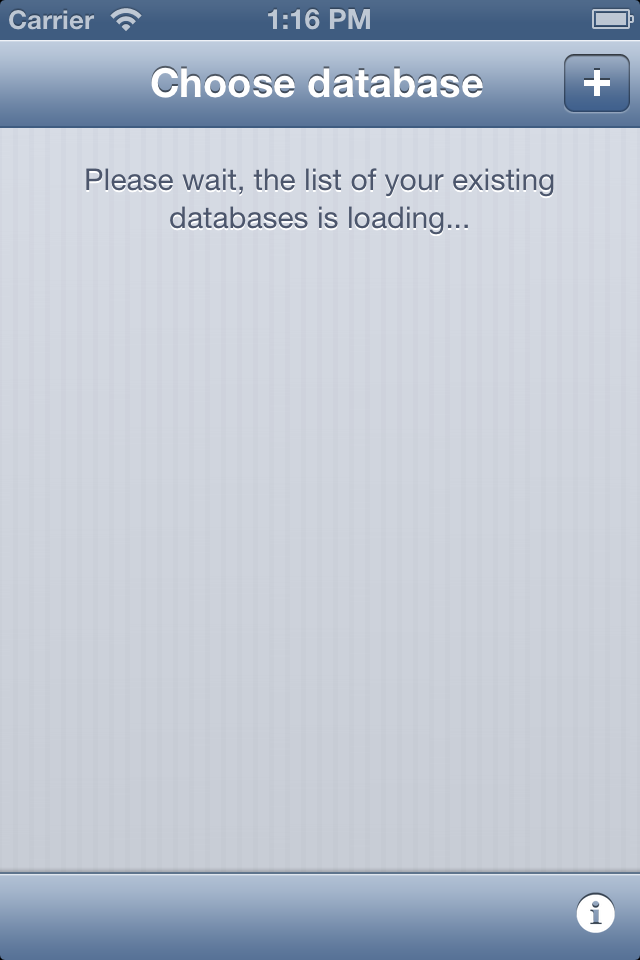 Carrier 1:16 PM
Choose database +
Please wait, the list of your existing
databases is loading...
i